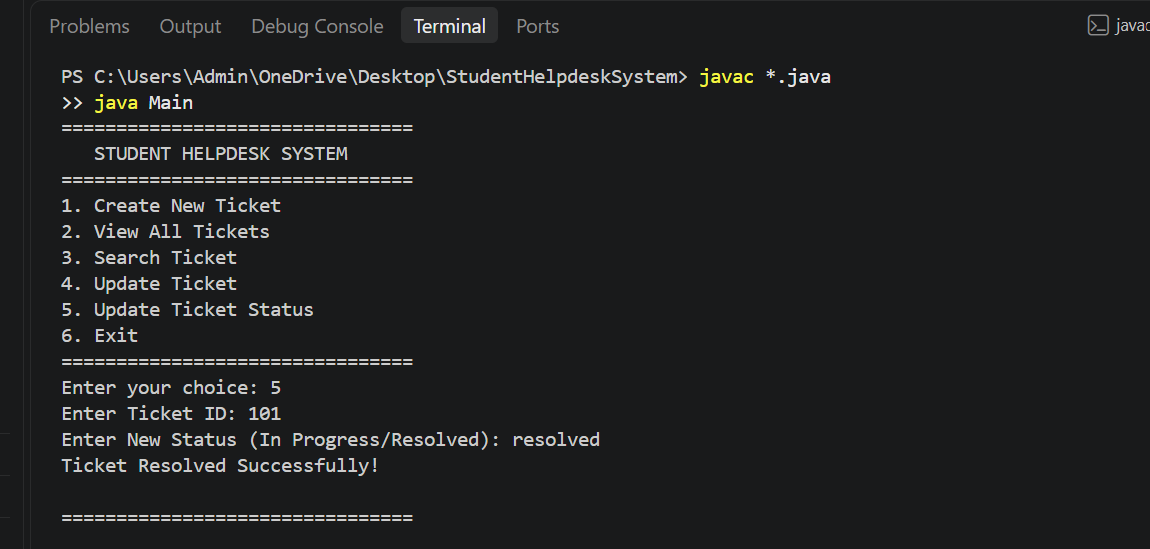 Problems Output Debug Console Terminal Ports
PS C:\Users\Admin\OneDrive\Desktop\StudentHelpdeskSystem> javac *.java
>> java Main
================================
   STUDENT HELPDESK SYSTEM
================================
1. Create New Ticket
2. View All Tickets
3. Search Ticket
4. Update Ticket
5. Update Ticket Status
6. Exit
================================
Enter your choice: 5
Enter Ticket ID: 101
Enter New Status (In Progress/Resolved): resolved
Ticket Resolved Successfully!

================================